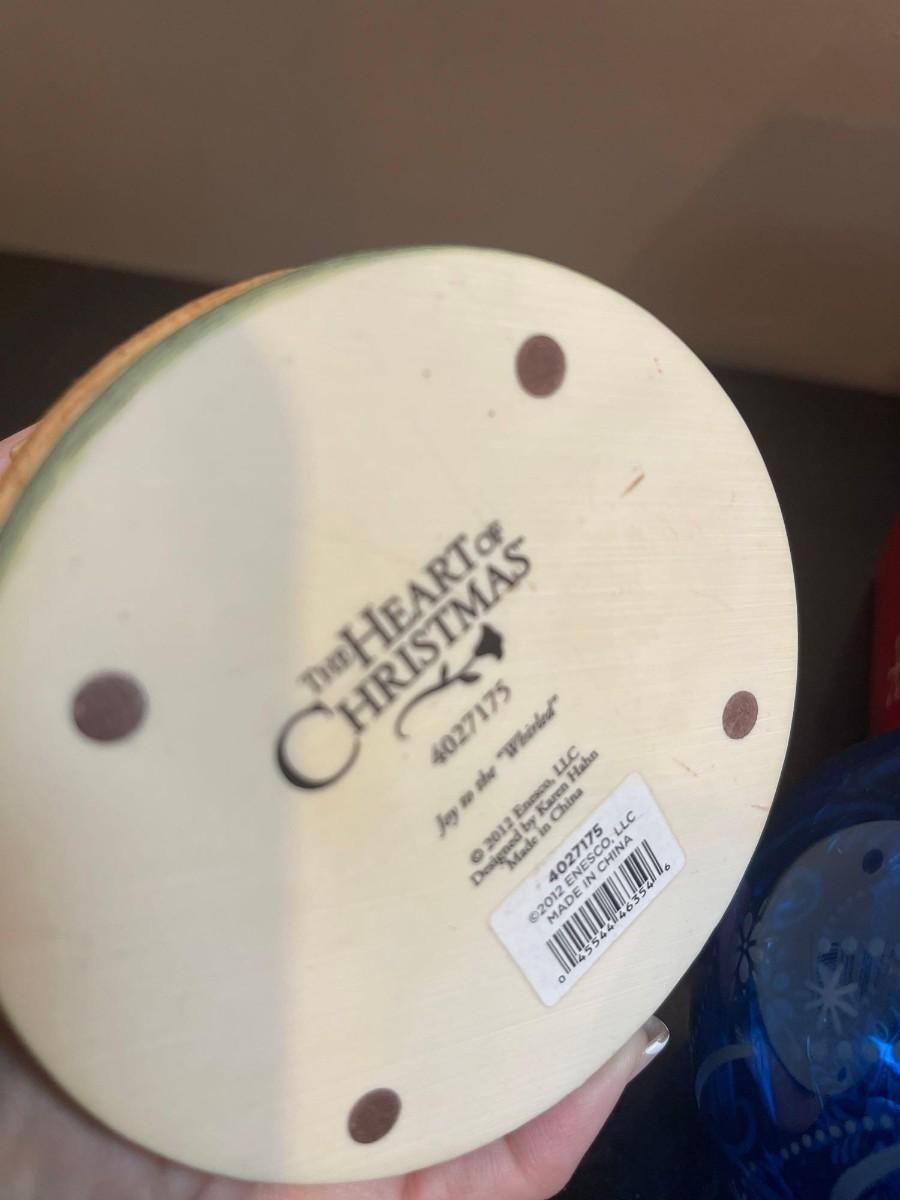 THE HEART OF
CHRISTMAS
4027175
Joy to the "Whirled"
© 2012 Enesco, LLC
Designed by Karen Hahn
Made in China
4027175
©2012 ENESCO, LLC
MADE IN CHINA
0 45544 46354 6